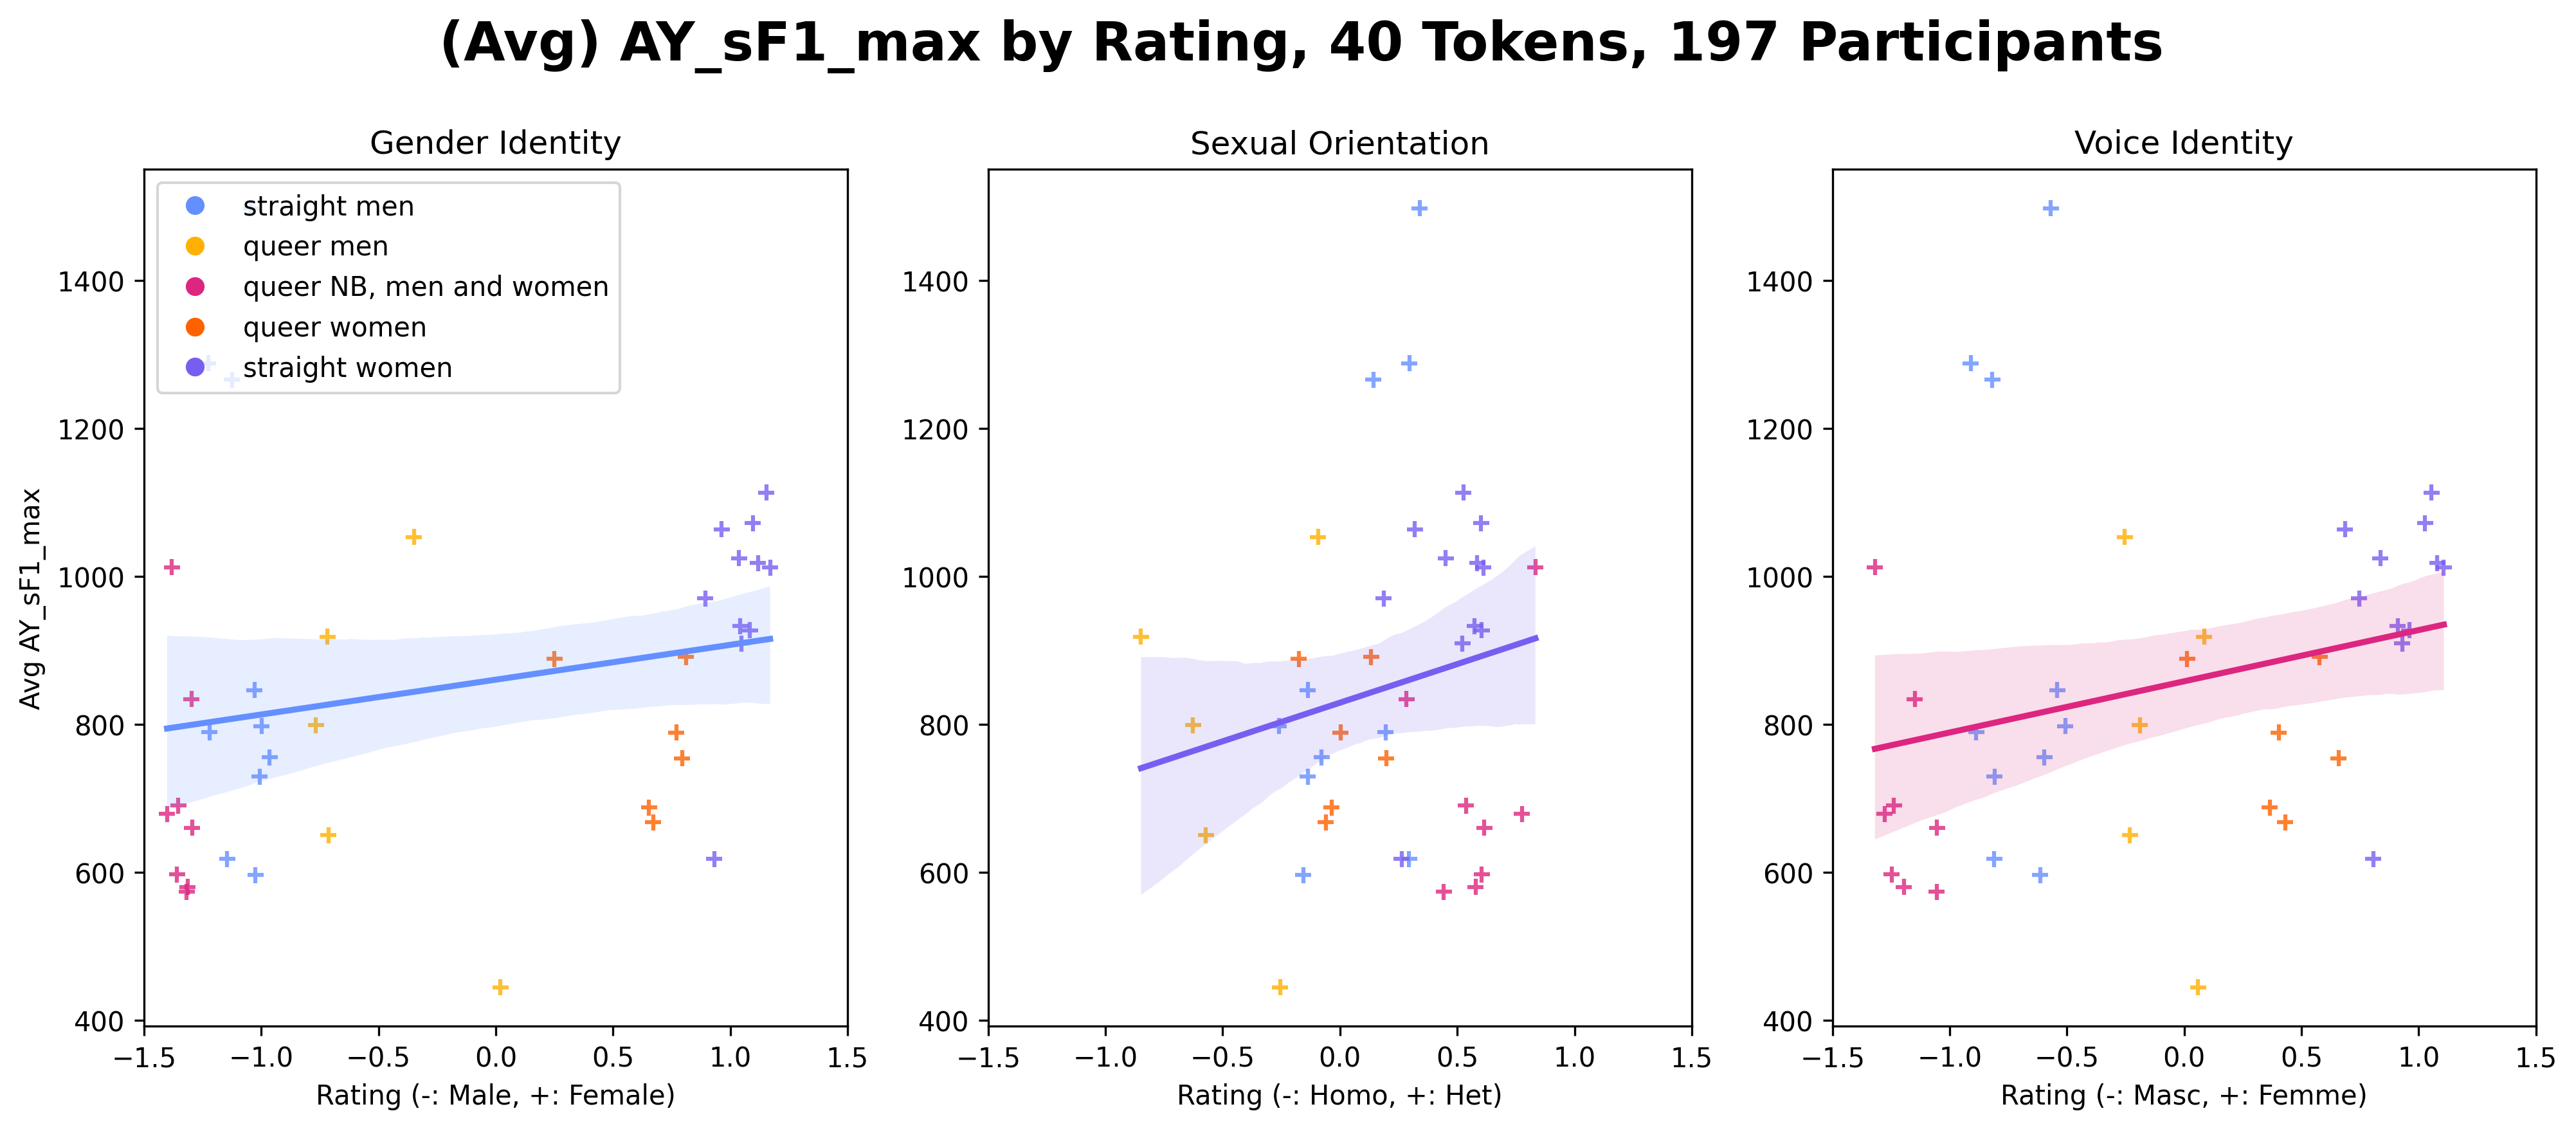 (Avg) AY_sF1_max by Rating, 40 Tokens, 197 Participants
Gender Identity
straight men
queer men
queer NB, men and women
queer women
straight women
Avg AY_sF1_max
1400
1200
1000
800
600
400
−1.5 −1.0 −0.5 0.0 0.5 1.0 1.5
Rating (-: Male, +: Female)
Sexual Orientation
1400
1200
1000
800
600
400
−1.5 −1.0 −0.5 0.0 0.5 1.0 1.5
Rating (-: Homo, +: Het)
Voice Identity
1400
1200
1000
800
600
400
−1.5 −1.0 −0.5 0.0 0.5 1.0 1.5
Rating (-: Masc, +: Femme)